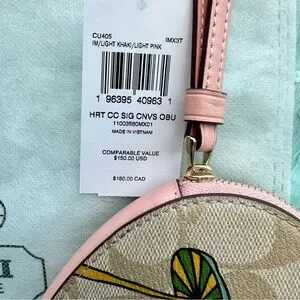 CU405 IMX3T
IM/LIGHT KHAKI/LIGHT PINK
1 96395 40963 1
HRT CC SIG CNVS OBU
11003580MX01
MADE IN VIETNAM
COMPARABLE VALUE
$150.00 USD
$180.00 CAD